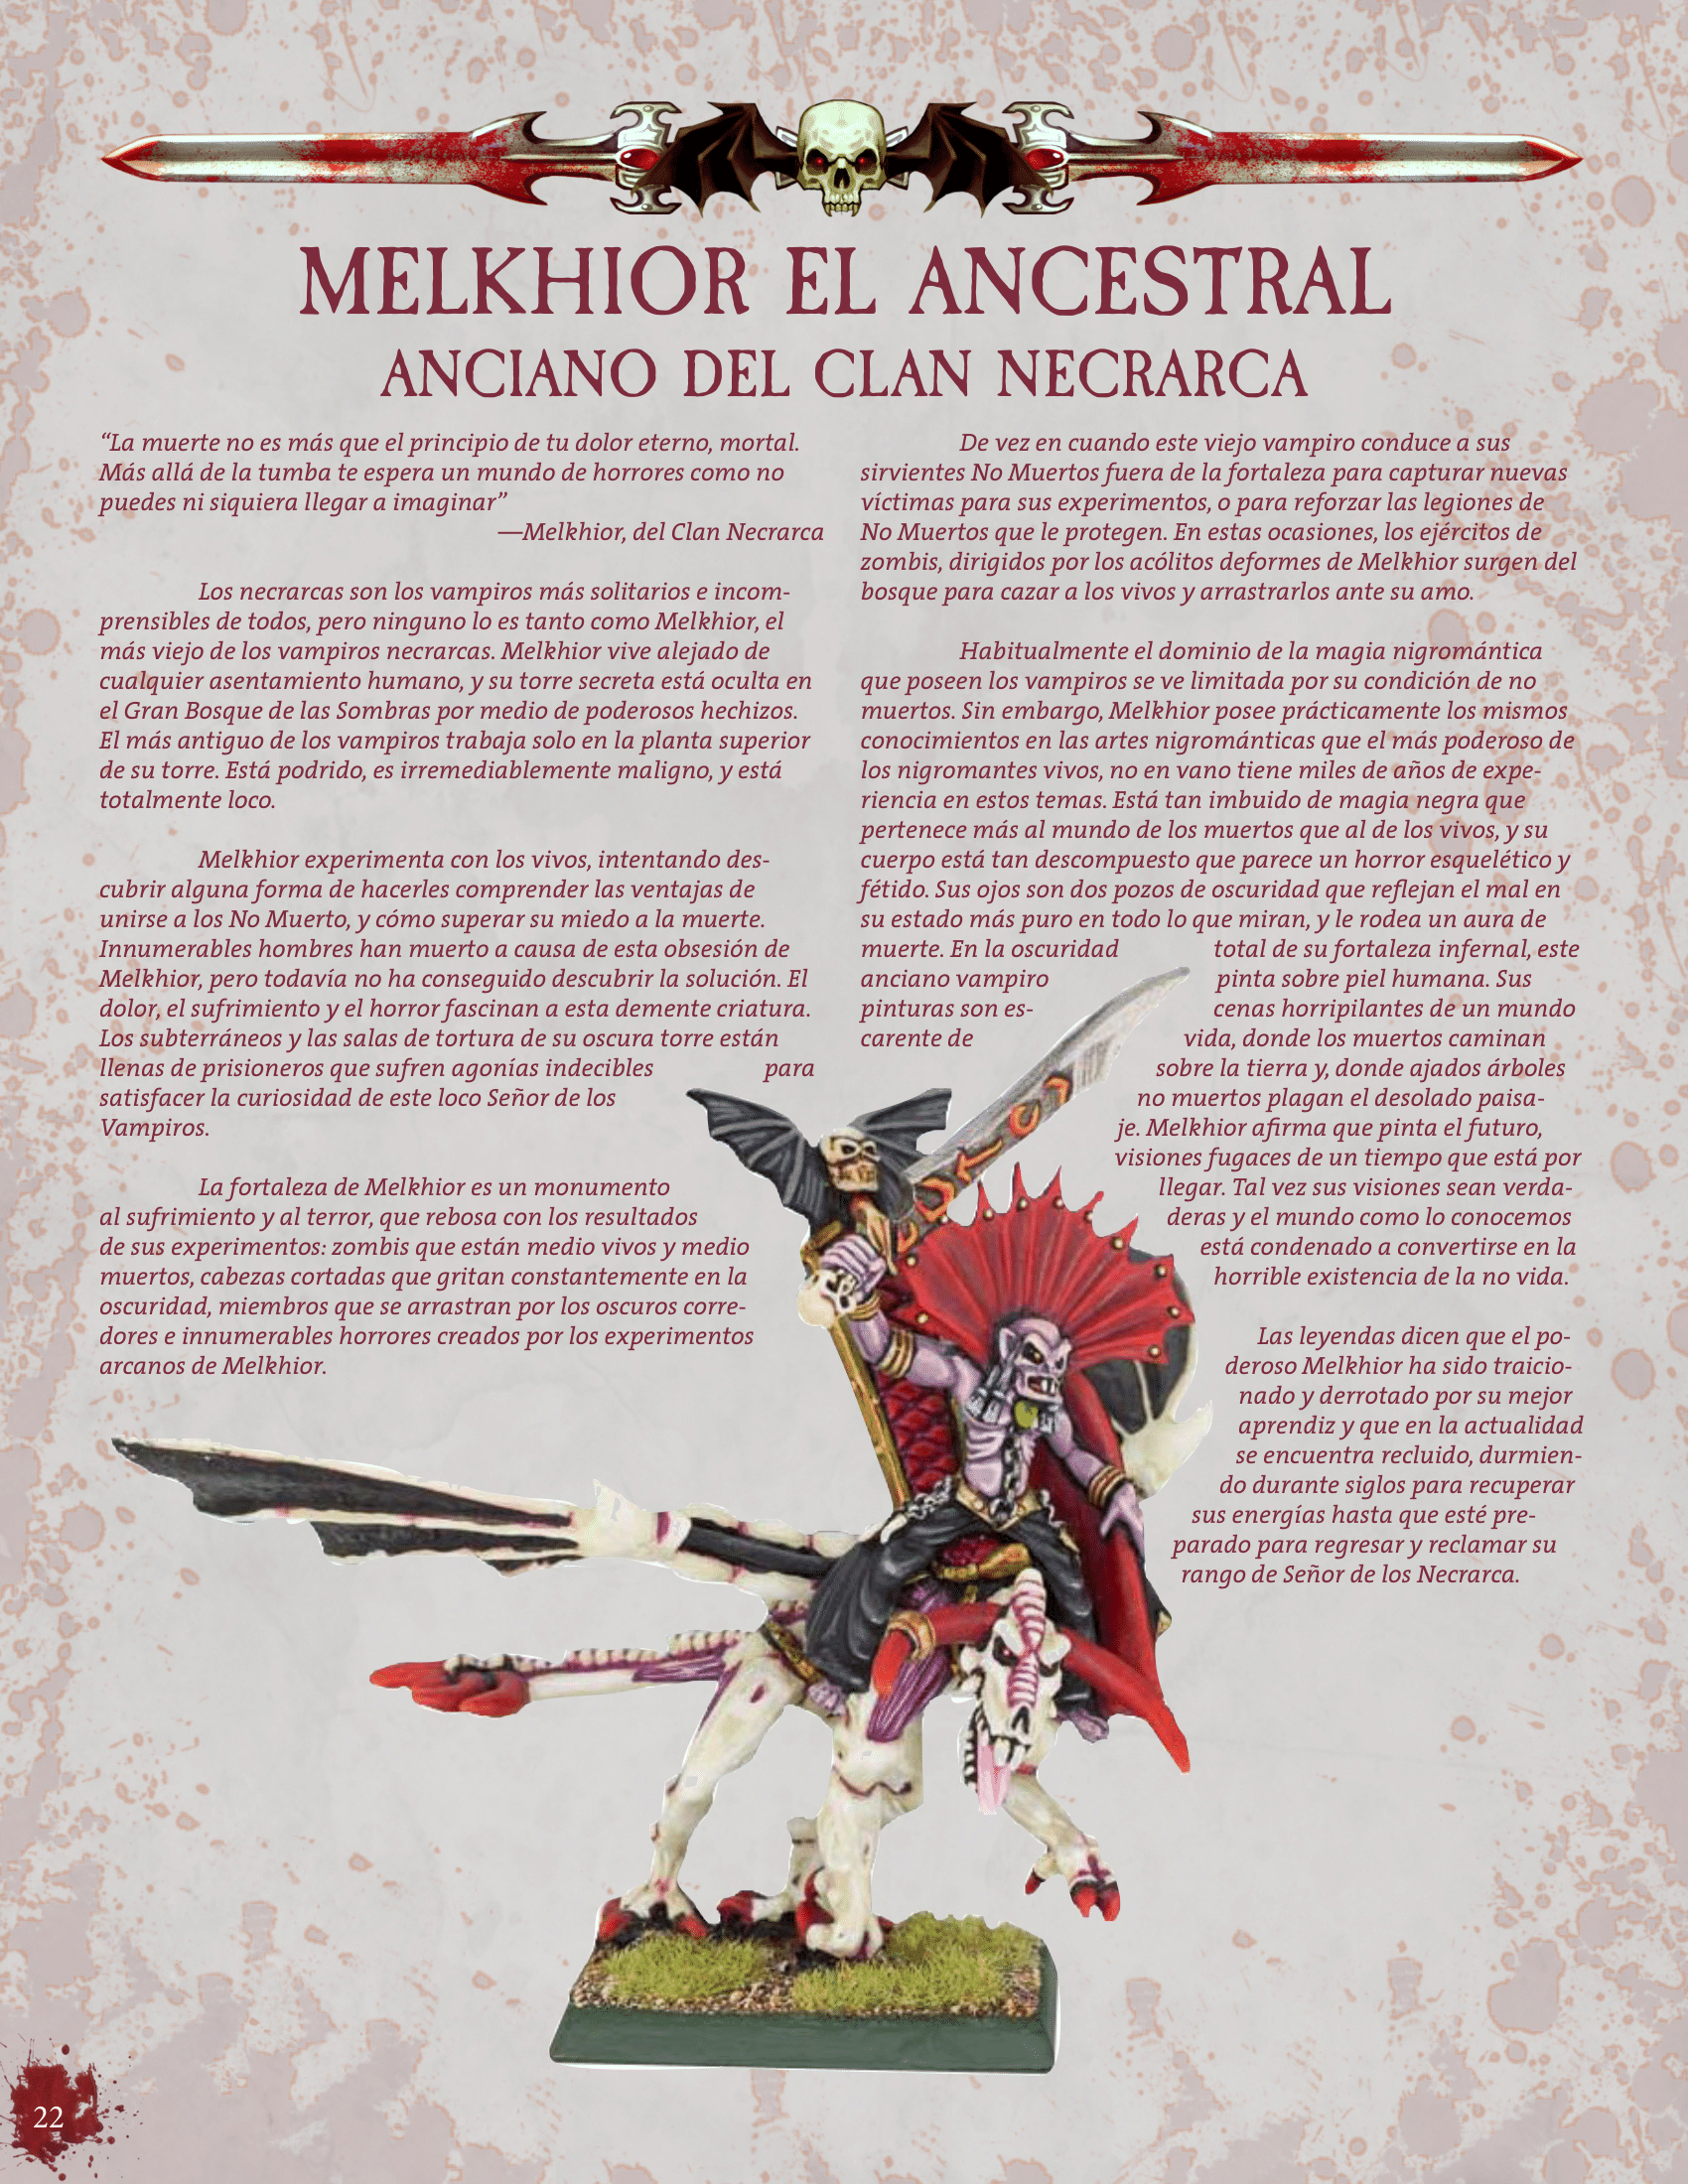 MELKHIOR EL ANCESTRAL
ANCIANO DEL CLAN NECRARCA
“La muerte no es más que el principio de tu dolor eterno, mortal.
Más allá de la tumba te espera un mundo de horrores como no
puedes ni siquiera llegar a imaginar”
—Melkhior, del Clan Necrarca
Los necrarcas son los vampiros más solitarios e incom-
prensibles de todos, pero ninguno lo es tanto como Melkhior, el
más viejo de los vampiros necrarcas. Melkhior vive alejado de
cualquier asentamiento humano, y su torre secreta está oculta en
el Gran Bosque de las Sombras por medio de poderosos hechizos.
El más antiguo de los vampiros trabaja solo en la planta superior
de su torre. Está podrido, es irremediablemente maligno, y está
totalmente loco.
Melkhior experimenta con los vivos, intentando des-
cubrir alguna forma de hacerles comprender las ventajas de
unirse a los No Muerto, y cómo superar su miedo a la muerte.
Innumerables hombres han muerto a causa de esta obsesión de
Melkhior, pero todavía no ha conseguido descubrir la solución. El
dolor, el sufrimiento y el horror fascinan a esta demente criatura.
Los subterráneos y las salas de tortura de su oscura torre están
llenas de prisioneros que sufren agonías indecibles para
satisfacer la curiosidad de este loco Señor de los
Vampiros.
La fortaleza de Melkhior es un monumento
al sufrimiento y al terror, que rebosa con los resultados
de sus experimentos: zombis que están medio vivos y medio
muertos, cabezas cortadas que gritan constantemente en la
oscuridad, miembros que se arrastran por los oscuros corre-
dores e innumerables horrores creados por los experimentos
arcanos de Melkhior.
De vez en cuando este viejo vampiro conduce a sus
sirvientes No Muertos fuera de la fortaleza para capturar nuevas
víctimas para sus experimentos, o para reforzar las legiones de
No Muertos que le protegen. En estas ocasiones, los ejércitos de
zombis, dirigidos por los acólitos deformes de Melkhior surgen del
bosque para cazar a los vivos y arrastrarlos ante su amo.
Habitualmente el dominio de la magia nigromántica
que poseen los vampiros se ve limitada por su condición de no
muertos. Sin embargo, Melkhior posee prácticamente los mismos
conocimientos en las artes nigrománticas que el más poderoso de
los nigromantes vivos, no en vano tiene miles de años de expe-
riencia en estos temas. Está tan imbuido de magia negra que
pertenece más al mundo de los muertos que al de los vivos, y su
cuerpo está tan descompuesto que parece un horror esquelético y
fétido. Sus ojos son dos pozos de oscuridad que reflejan el mal en
su estado más puro en todo lo que miran, y le rodea un aura de
muerte. En la oscuridad total de su fortaleza infernal, este
anciano vampiro pinta sobre piel humana. Sus
pinturas son es- cenas horripilantes de un mundo
carente de vida, donde los muertos caminan
sobre la tierra y, donde ajados árboles
no muertos plagan el desolado paisa-
je. Melkhior afirma que pinta el futuro,
visiones fugaces de un tiempo que está por
llegar. Tal vez sus visiones sean verda-
deras y el mundo como lo conocemos
está condenado a convertirse en la
horrible existencia de la no vida.
Las leyendas dicen que el po-
deroso Melkhior ha sido traicio-
nado y derrotado por su mejor
aprendiz y que en la actualidad
se encuentra recluido, durmien-
do durante siglos para recuperar
sus energías hasta que esté pre-
parado para regresar y reclamar su
rango de Señor de los Necrarca.
22